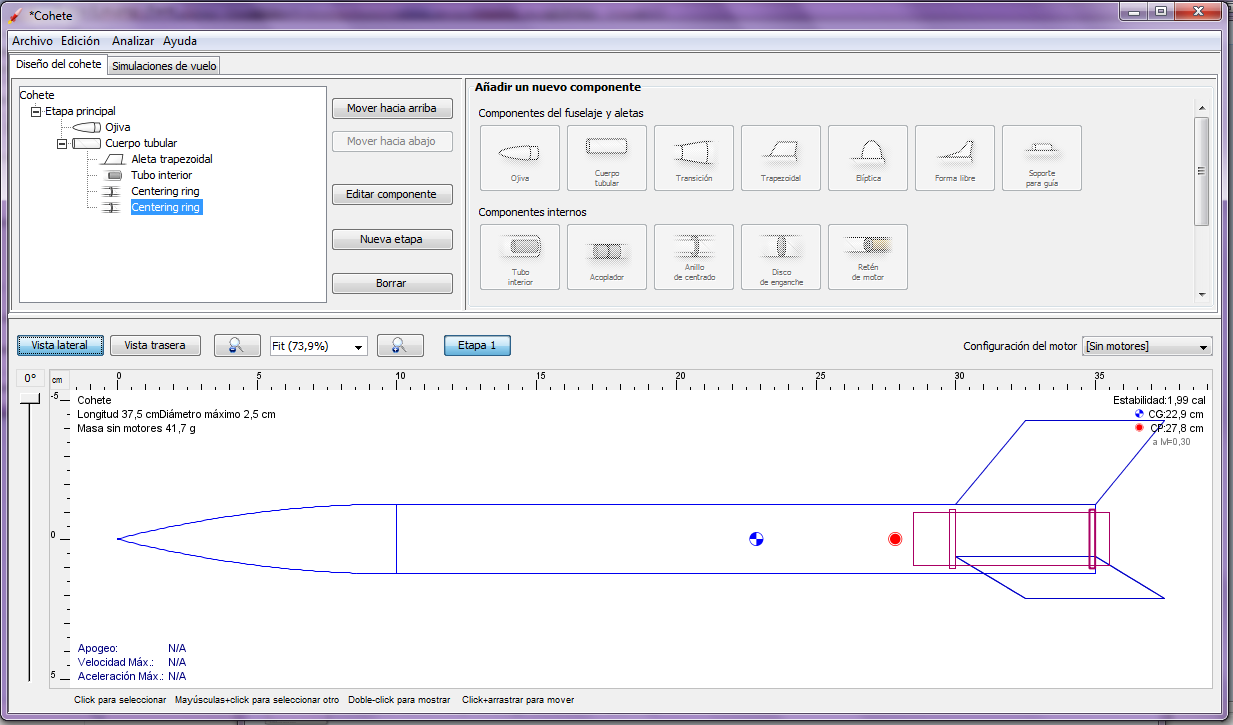 *Cohete
Archivo Edición Analizar Ayuda
Diseño del cohete Simulaciones de vuelo
Cohete
Etapa principal
Ojiva
Cuerpo tubular
Aleta trapezoidal
Tubo interior
Centering ring
Centering ring
Mover hacia arriba
Mover hacia abajo
Editar componente
Nueva etapa
Borrar
Añadir un nuevo componente
Componentes del fuselaje y aletas
Ojiva
Cuerpo
tubular
Transición
Trapezoidal
Elíptica
Forma libre
Soporte
para guía
Componentes internos
Tubo
interior
Acoplador
Anillo
de centrado
Disco
de enganche
Retén
de motor
Vista lateral Vista trasera Fit (73,9%) Etapa 1 Configuración del motor [Sin motores]
0°
cm 0 5 10 15 20 25 30 35
-5
0
5
Cohete
Longitud 37,5 cmDiámetro máximo 2,5 cm
Masa sin motores 41,7 g
Estabilidad:1,99 cal
CG:22,9 cm
CP:27,8 cm
a M=0,30
Apogeo: N/A
Velocidad Máx.: N/A
Aceleración Máx.: N/A
Click para seleccionar Mayúsculas+click para seleccionar otro Doble-click para mostrar Click+arrastrar para mover